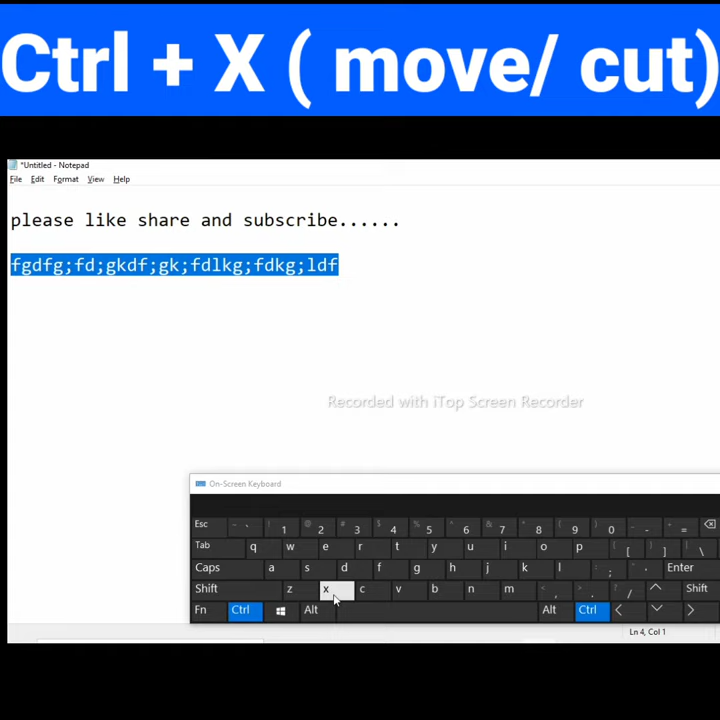 Ctrl + X ( move/ cut)
*Untitled - Notepad
File Edit Format View Help
please like share and subscribe......
fgdfg;fd;gkdf;gk;fdlkg;fdkg;ldf
Recorded with iTop Screen Recorder
On-Screen Keyboard
Esc ~ ` ! 1 @ 2 # 3 $ 4 % 5 ^ 6 & 7 * 8 ( 9 ) 0 _ - + =
Tab q w e r t y u i o p { [ } ] | \
Caps a s d f g h j k l : ; " ' Enter
Shift z x c v b n m < , > . ? / Shift
Fn Ctrl Alt Alt Ctrl
Ln 4, Col 1